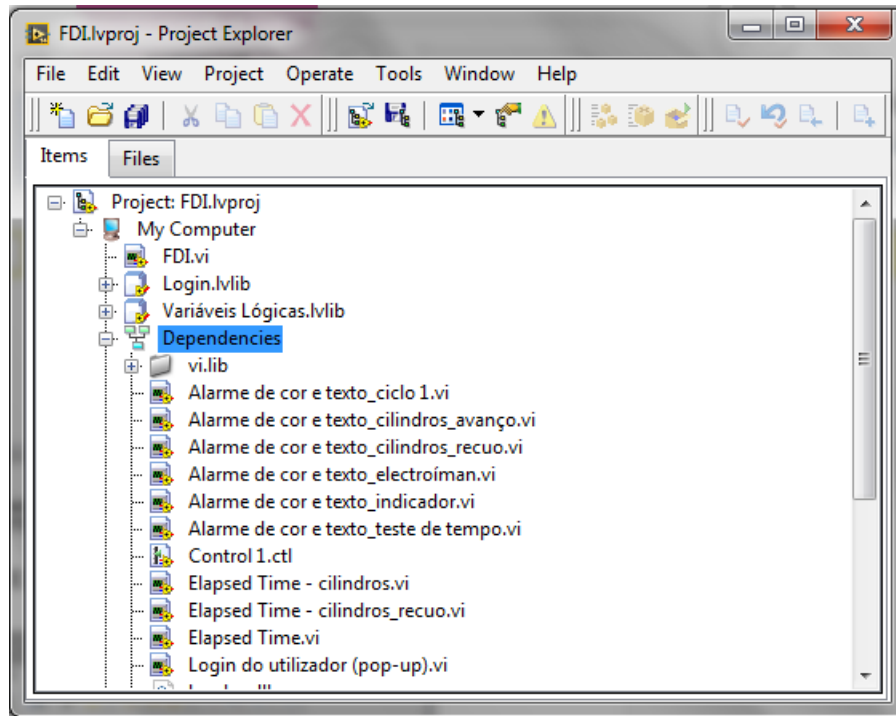 FDI.lvproj - Project Explorer
File Edit View Project Operate Tools Window Help
Items Files
Project: FDI.lvproj
My Computer
FDI.vi
Login.lvlib
Variáveis Lógicas.lvlib
Dependencies
vi.lib
Alarme de cor e texto_ciclo 1.vi
Alarme de cor e texto_cilindros_avanço.vi
Alarme de cor e texto_cilindros_recuo.vi
Alarme de cor e texto_electroíman.vi
Alarme de cor e texto_indicador.vi
Alarme de cor e texto_teste de tempo.vi
Control 1.ctl
Elapsed Time - cilindros.vi
Elapsed Time - cilindros_recuo.vi
Elapsed Time.vi
Login do utilizador (pop-up).vi